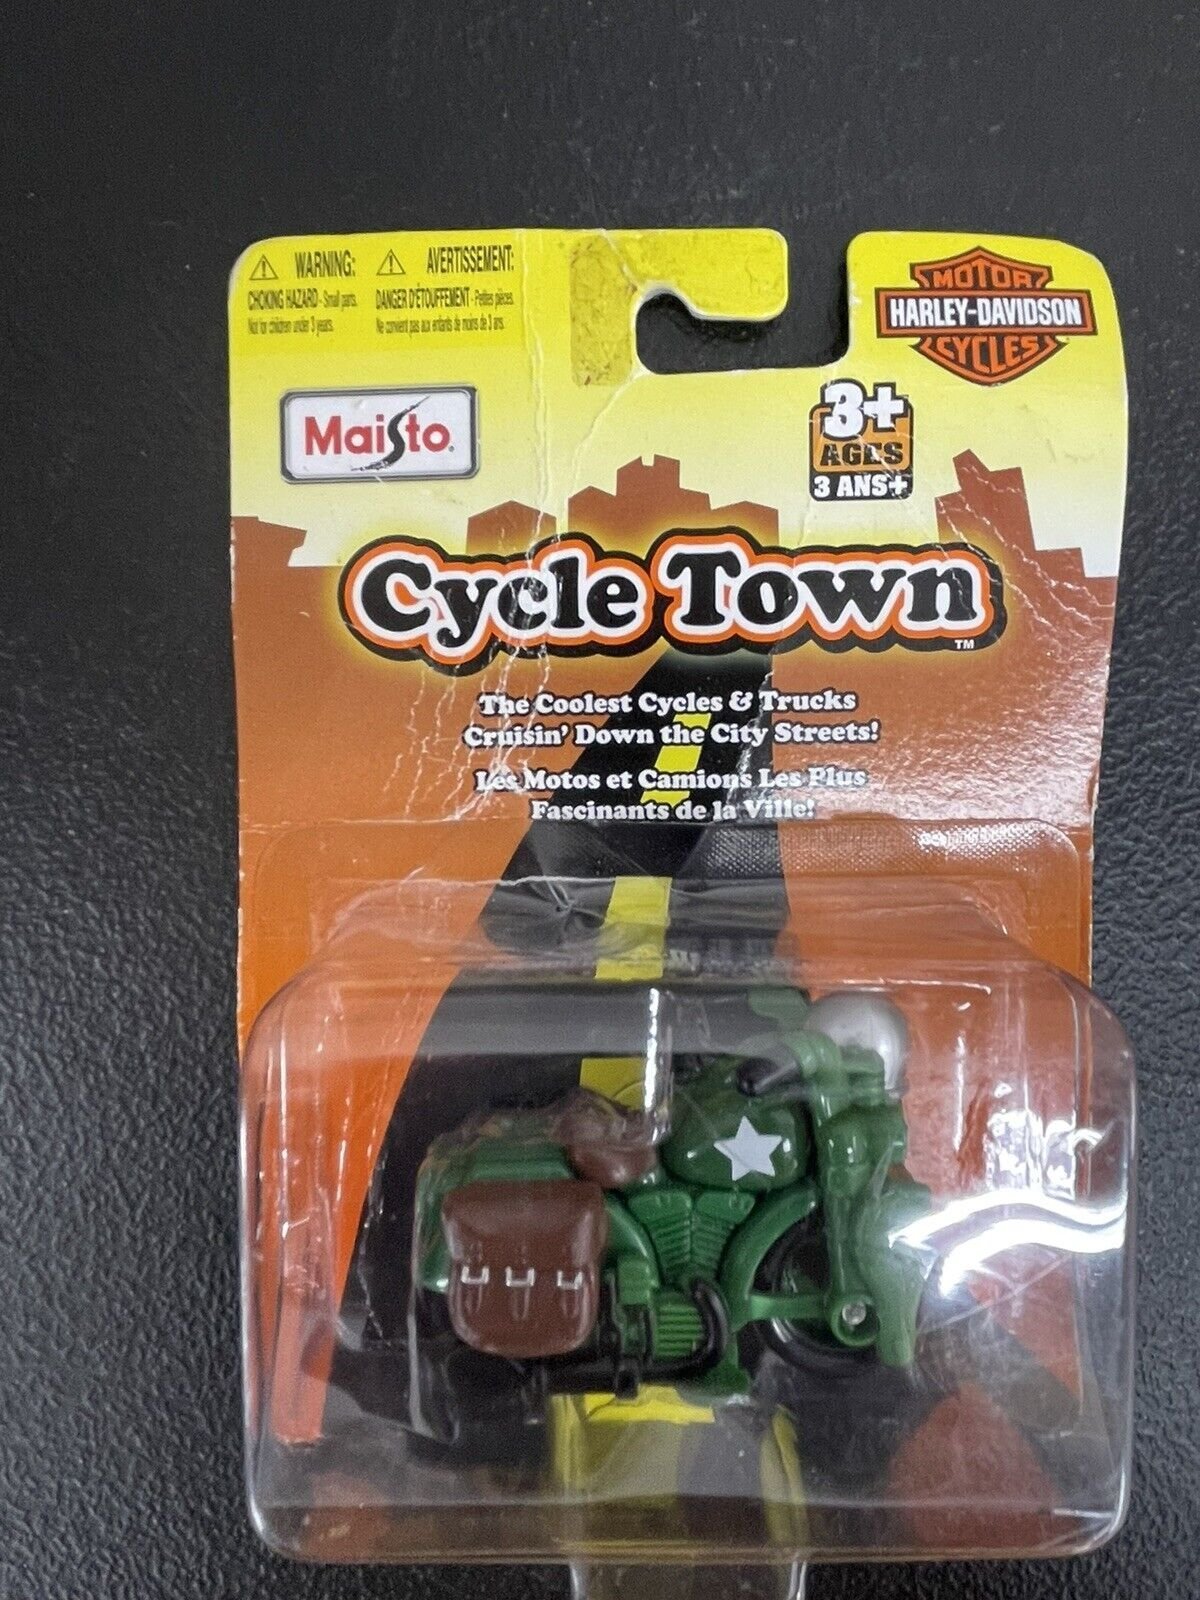 WARNING:
CHOKING HAZARD - Small parts.
Not for children under 3 years.
AVERTISSEMENT:
DANGER D'ÉTOUFFEMENT - Petites pièces.
Ne convient pas aux enfants de moins de 3 ans.
MOTOR
HARLEY-DAVIDSON
CYCLES
Maisto®
3+
AGES
3 ANS+
Cycle Town™
The Coolest Cycles & Trucks
Cruisin' Down the City Streets!
Les Motos et Camions Les Plus
Fascinants de la Ville!